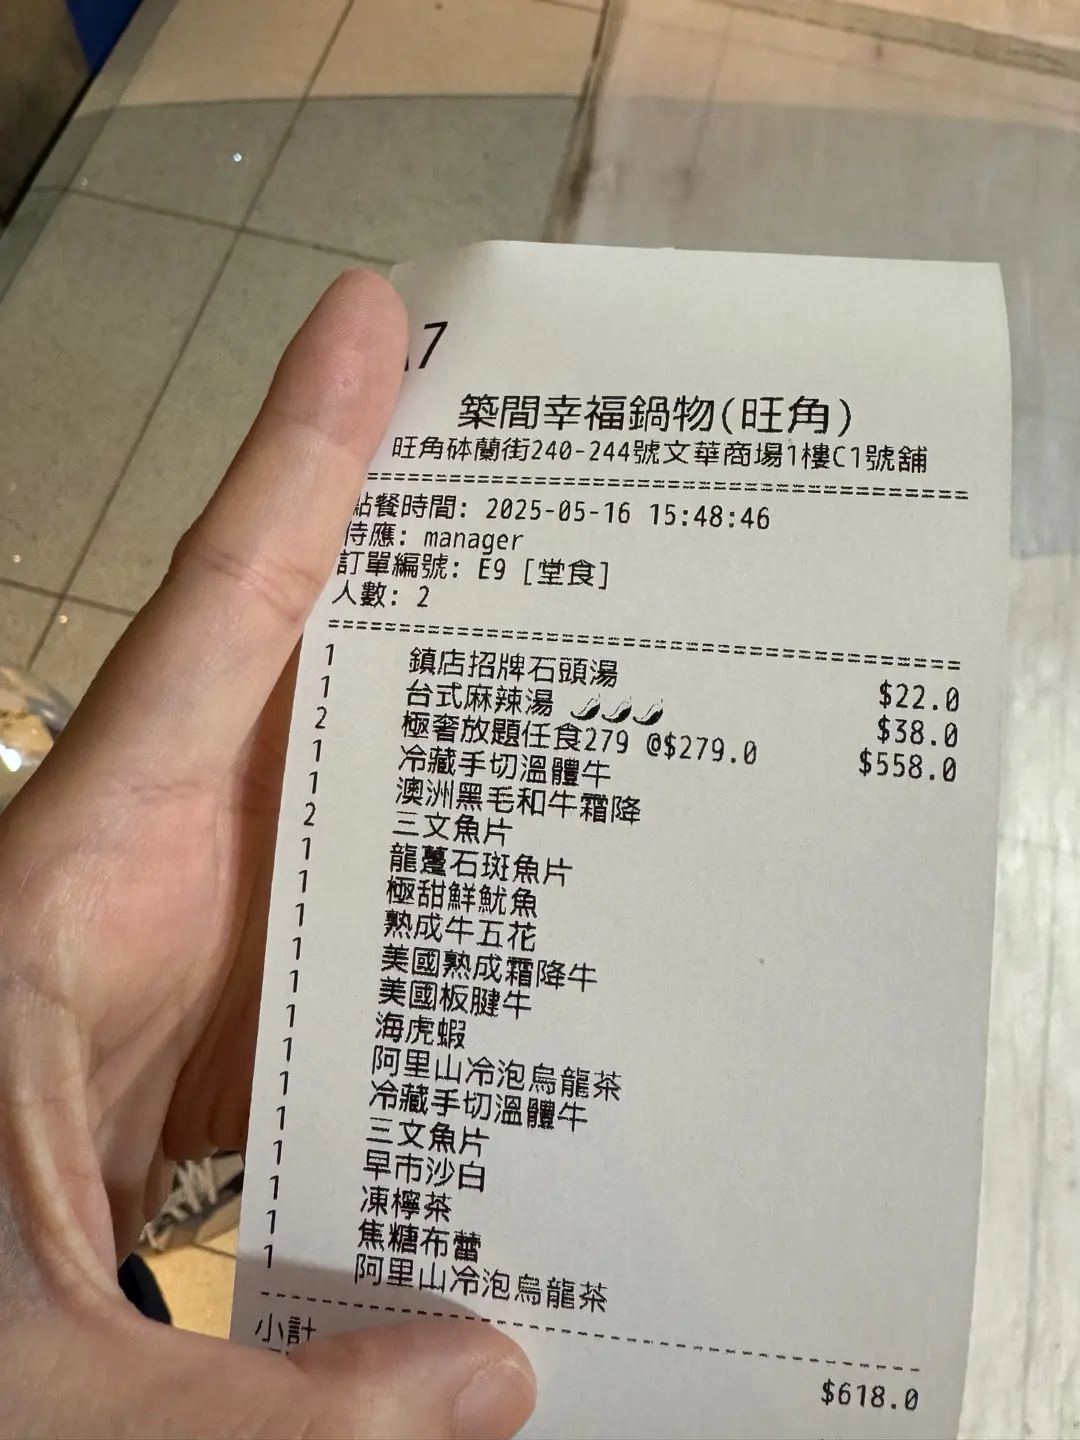 7
築間幸福鍋物(旺角)
旺角砵蘭街240-244號文華商場1樓C1號舖
點餐時間: 2025-05-16 15:48:46
侍應: manager
訂單編號: E9 [堂食]
人數: 2
1 鎮店招牌石頭湯 $22.0
1 台式麻辣湯 🌶🌶🌶 $38.0
2 極奢放題任食279 @$279.0 $558.0
1 冷藏手切溫體牛
1 澳洲黑毛和牛霜降
2 三文魚片
1 龍躉石斑魚片
1 極甜鮮魷魚
1 熟成牛五花
1 美國熟成霜降牛
1 美國板腱牛
1 海虎蝦
1 阿里山冷泡烏龍茶
1 冷藏手切溫體牛
1 三文魚片
1 早市沙白
1 凍檸茶
1 焦糖布蕾
1 阿里山冷泡烏龍茶
小計 $618.0